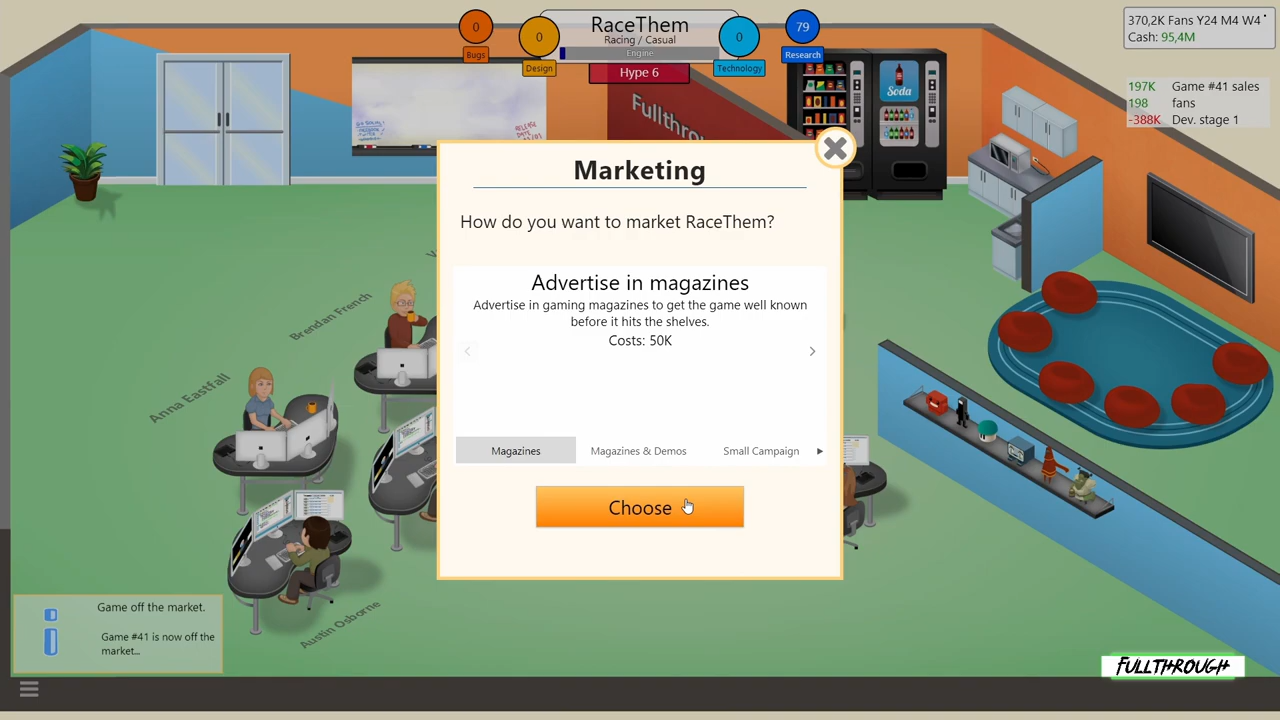 0
Bugs
0
Design
RaceThem
Racing / Casual
Engine
Hype 6
0
Technology
79
Research
370,2K Fans Y24 M4 W4
Cash: 95,4M
197K Game #41 sales
198 fans
-388K Dev. stage 1
RELEASE
Fullthro
Soda
Marketing
How do you want to market RaceThem?
Advertise in magazines
Advertise in gaming magazines to get the game well known
before it hits the shelves.
Costs: 50K
Magazines
Magazines & Demos
Small Campaign
Choose
Brendan French
Anna Eastfall
Austin Osborne
Game off the market.
Game #41 is now off the
market...
FULLTHROUGH